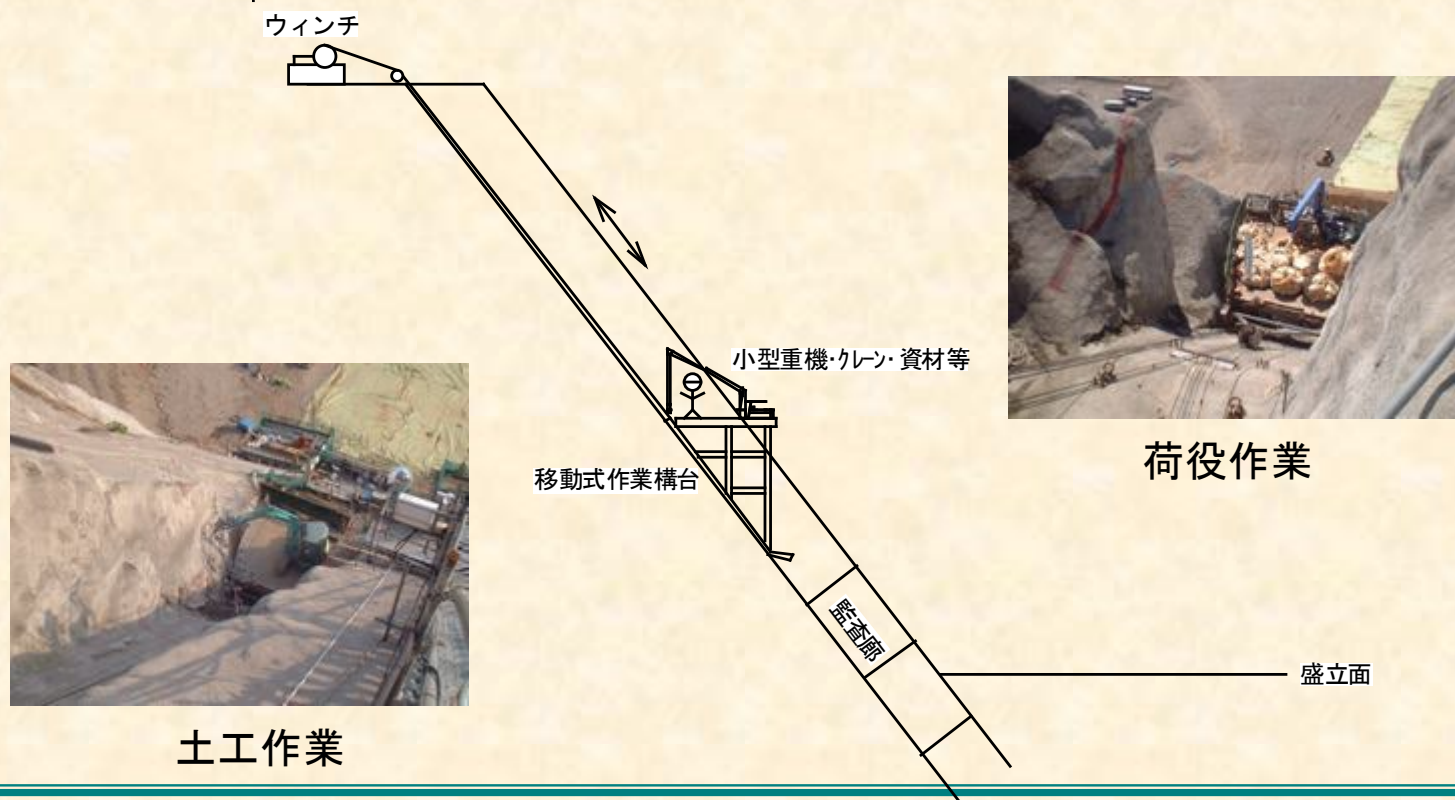 ウィンチ
小型重機･ｸﾚｰﾝ･資材等
荷役作業
移動式作業構台
監査廊
盛立面
土工作業